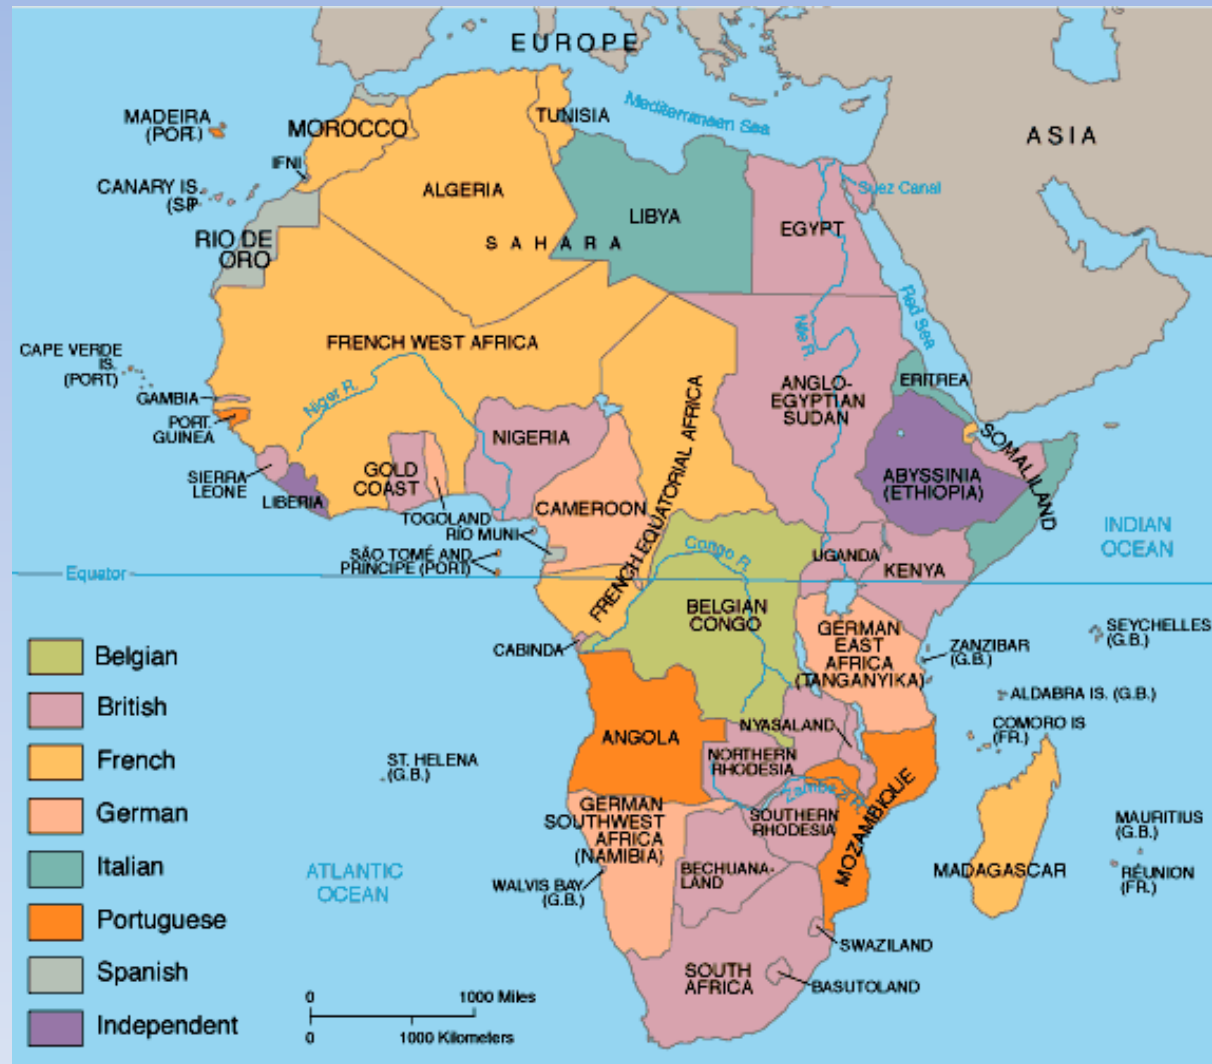 EUROPE
Mediterranean Sea
ASIA
MADEIRA
(PORT.)
MOROCCO
TUNISIA
IFNI
CANARY IS.
(SP.)
ALGERIA
Suez Canal
LIBYA
EGYPT
RIO DE
ORO
SAHARA
Red Sea
Nile R.
FRENCH WEST AFRICA
CAPE VERDE
IS.
(PORT)
ANGLO-
EGYPTIAN
SUDAN
ERITREA
GAMBIA
Niger R.
PORT.
GUINEA
NIGERIA
FRENCH EQUATORIAL AFRICA
SOMALILAND
SIERRA
LEONE
GOLD
COAST
ABYSSINIA
(ETHIOPIA)
LIBERIA
CAMEROON
TOGOLAND
RÍO MUNI
INDIAN
OCEAN
SÃO TOMÉ AND
PRÍNCIPE (PORT)
Congo R.
UGANDA
KENYA
Equator
BELGIAN
CONGO
GERMAN
EAST
AFRICA
(TANGANYIKA)
SEYCHELLES
(G.B.)
CABINDA
ZANZIBAR
(G.B.)
ALDABRA IS. (G.B.)
NYASALAND
COMORO IS
(FR.)
ANGOLA
NORTHERN
RHODESIA
ST. HELENA
(G.B.)
Zambezi R.
MOZAMBIQUE
GERMAN
SOUTHWEST
AFRICA
(NAMIBIA)
SOUTHERN
RHODESIA
MAURITIUS
(G.B.)
ATLANTIC
OCEAN
BECHUANA-
LAND
MADAGASCAR
RÉUNION
(FR.)
WALVIS BAY
(G.B.)
SWAZILAND
SOUTH
AFRICA
BASUTOLAND
Belgian
British
French
German
Italian
Portuguese
Spanish
Independent
0 1000 Miles
0 1000 Kilometers